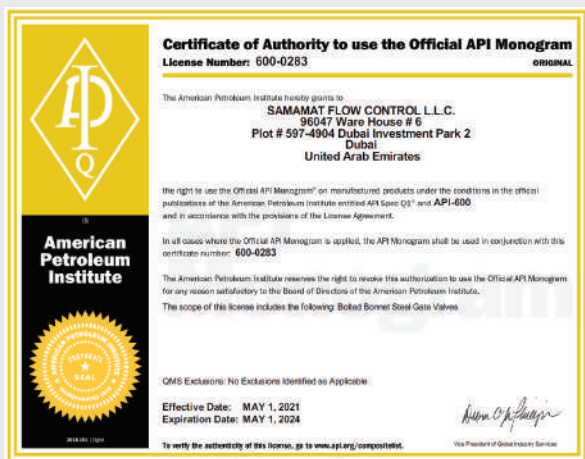 Certificate of Authority to use the Official API Monogram
License Number: 600-0283
ORIGINAL
The American Petroleum Institute hereby grants to
SAMAMAT FLOW CONTROL L.L.C.
96047 Ware House # 6
Plot # 597-4904 Dubai Investment Park 2
Dubai
United Arab Emirates
the right to use the Official API Monogram® on manufactured products under the conditions in the official
publications of the American Petroleum Institute entitled API Spec Q1® and API-600
and in accordance with the provisions of the License Agreement.
In all cases where the Official API Monogram is applied, the API Monogram shall be used in conjunction with this
certificate number: 600-0283
The American Petroleum Institute reserves the right to revoke this authorization to use the Official API Monogram
for any reason satisfactory to the Board of Directors of the American Petroleum Institute.
The scope of this license includes the following: Bolted Bonnet Steel Gate Valves
QMS Exclusions: No Exclusions Identified as Applicable
Effective Date: MAY 1, 2021
Expiration Date: MAY 1, 2024
To verify the authenticity of this license, go to www.api.org/compositelist.
Vice President of Global Industry Services
API
Q
®
American
Petroleum
Institute
AMERICAN PETROLEUM INSTITUTE
CORPORATE
SEAL